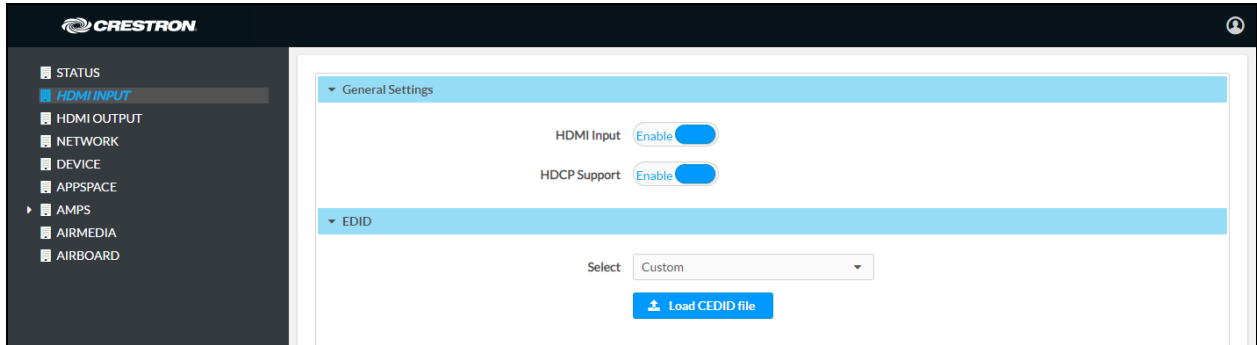 CRESTRON.
STATUS
HDMI INPUT
HDMI OUTPUT
NETWORK
DEVICE
APPSPACE
AMPS
AIRMEDIA
AIRBOARD
General Settings
HDMI Input Enable
HDCP Support Enable
EDID
Select Custom
Load CEDID file